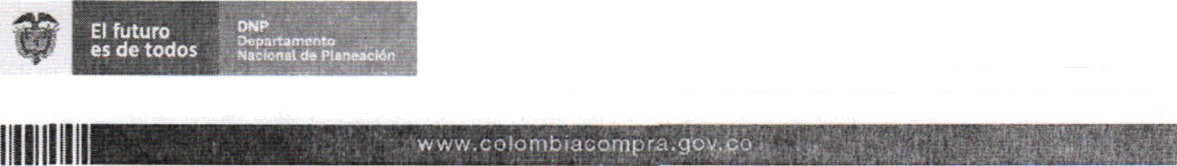 El futuro
es de todos
DNP
Departamento
Nacional de Planeación
www.colombiacompra.gov.co